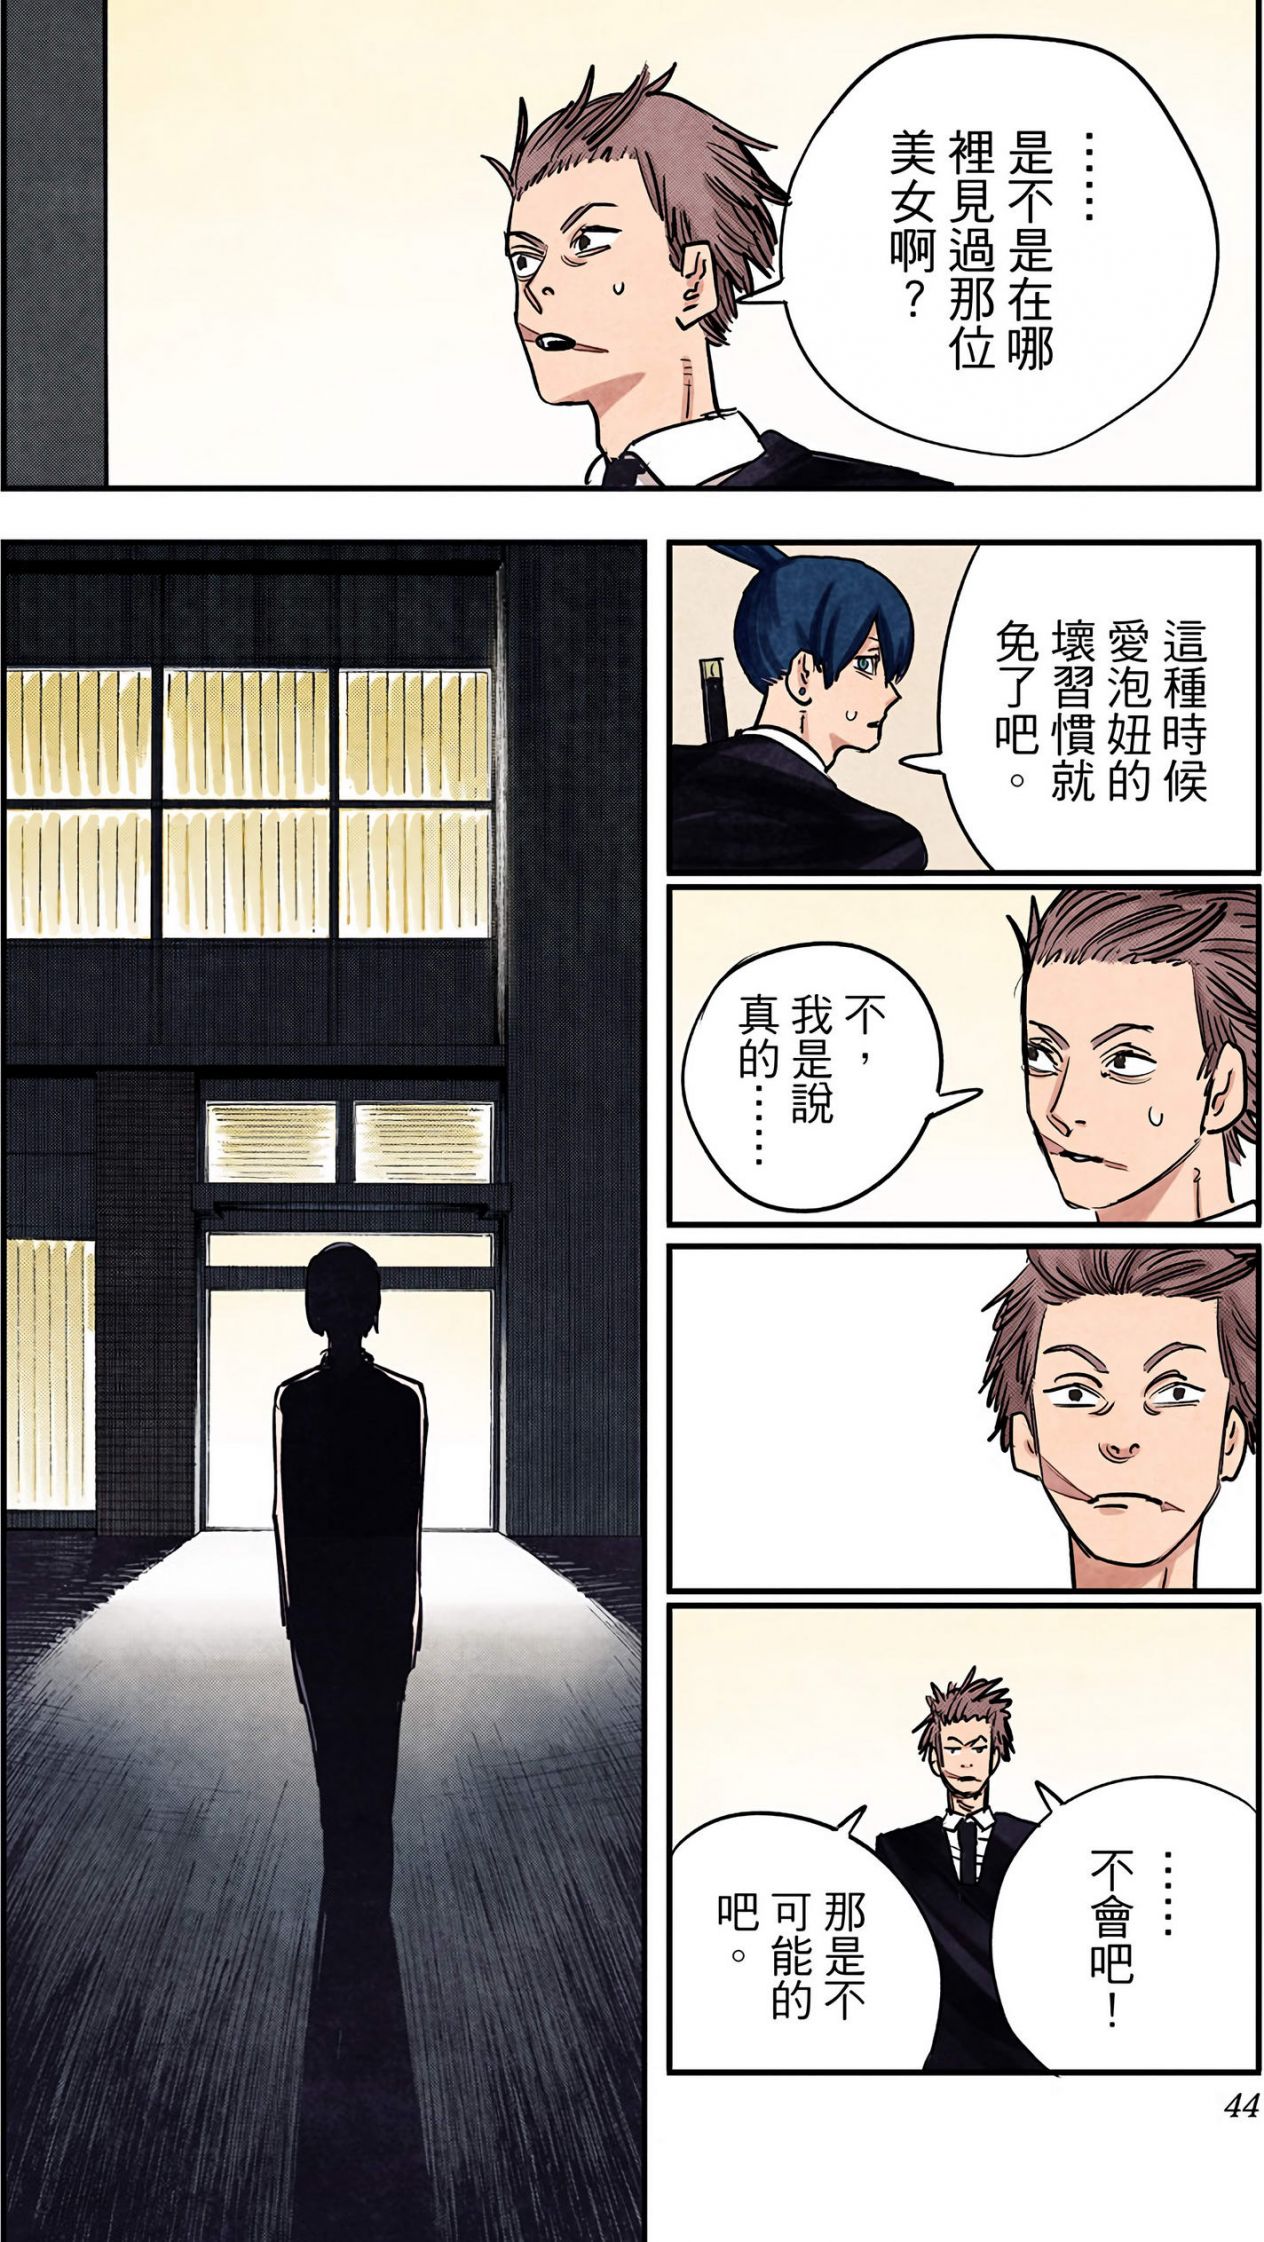 ⋯⋯
是不是在哪
裡見過那位
美女啊？
這種時候
愛泡妞的
壞習慣就
免了吧。
不，
我是說
真的⋯⋯
⋯⋯
不會吧！
那是不
可能的
吧。
44